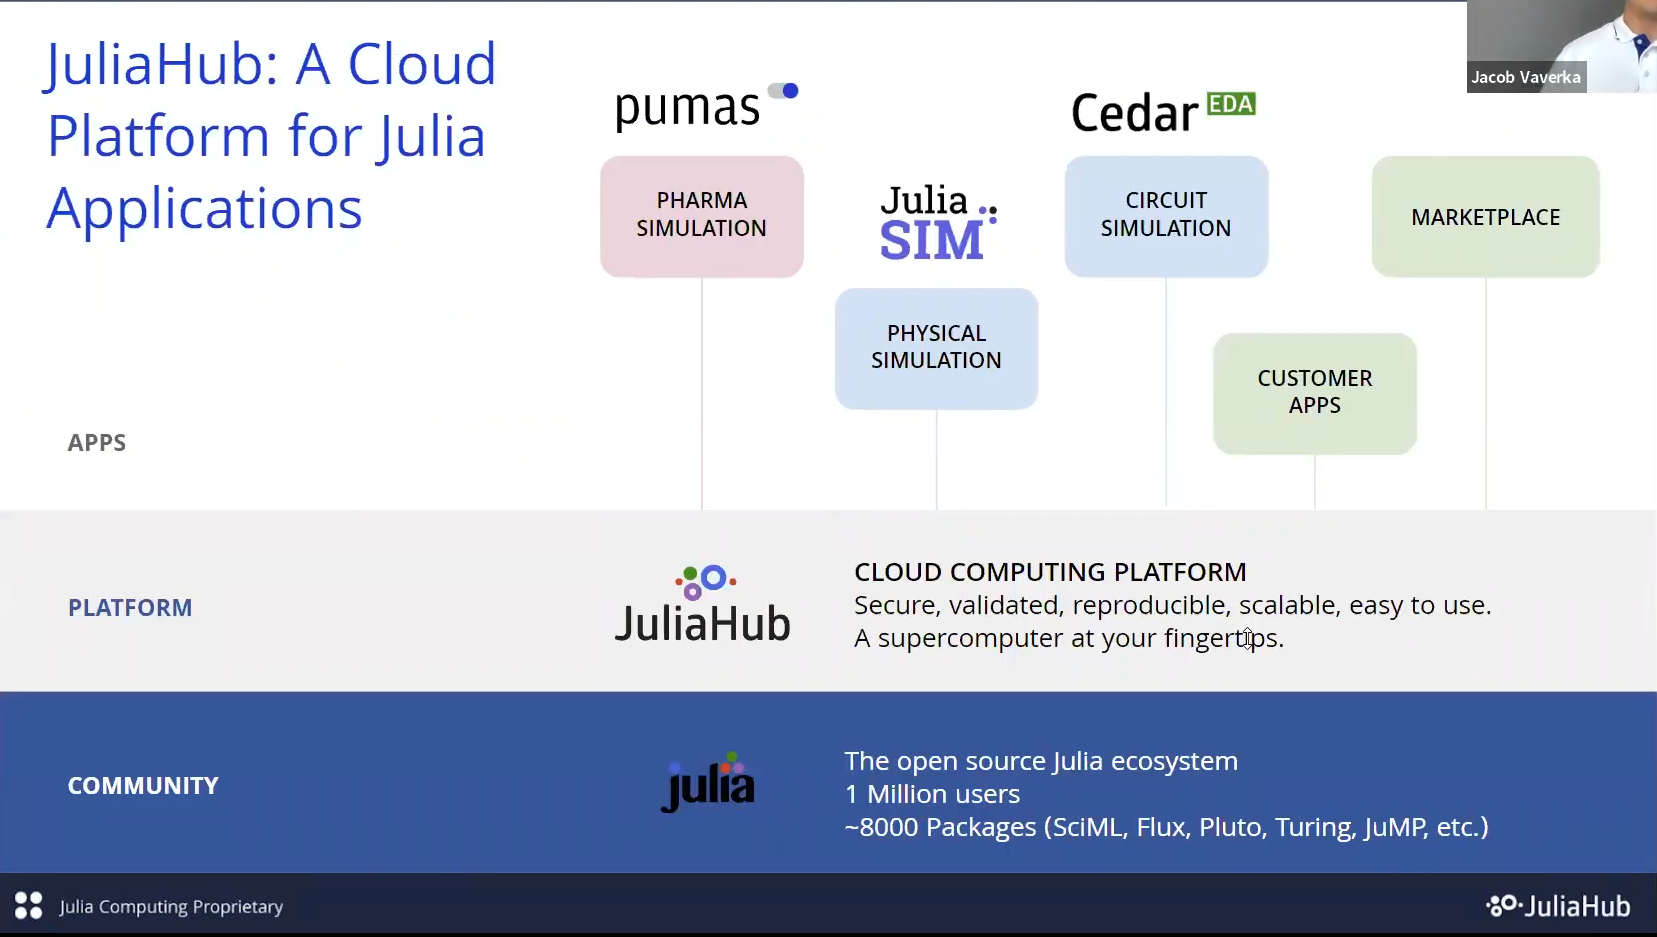 JuliaHub: A Cloud
Platform for Julia
Applications
Jacob Vaverka
pumas
Cedar EDA
PHARMA
SIMULATION
Julia
SIM
CIRCUIT
SIMULATION
MARKETPLACE
PHYSICAL
SIMULATION
CUSTOMER
APPS
APPS
PLATFORM
JuliaHub
CLOUD COMPUTING PLATFORM
Secure, validated, reproducible, scalable, easy to use.
A supercomputer at your fingertips.
COMMUNITY
julia
The open source Julia ecosystem
1 Million users
~8000 Packages (SciML, Flux, Pluto, Turing, JuMP, etc.)
Julia Computing Proprietary
JuliaHub